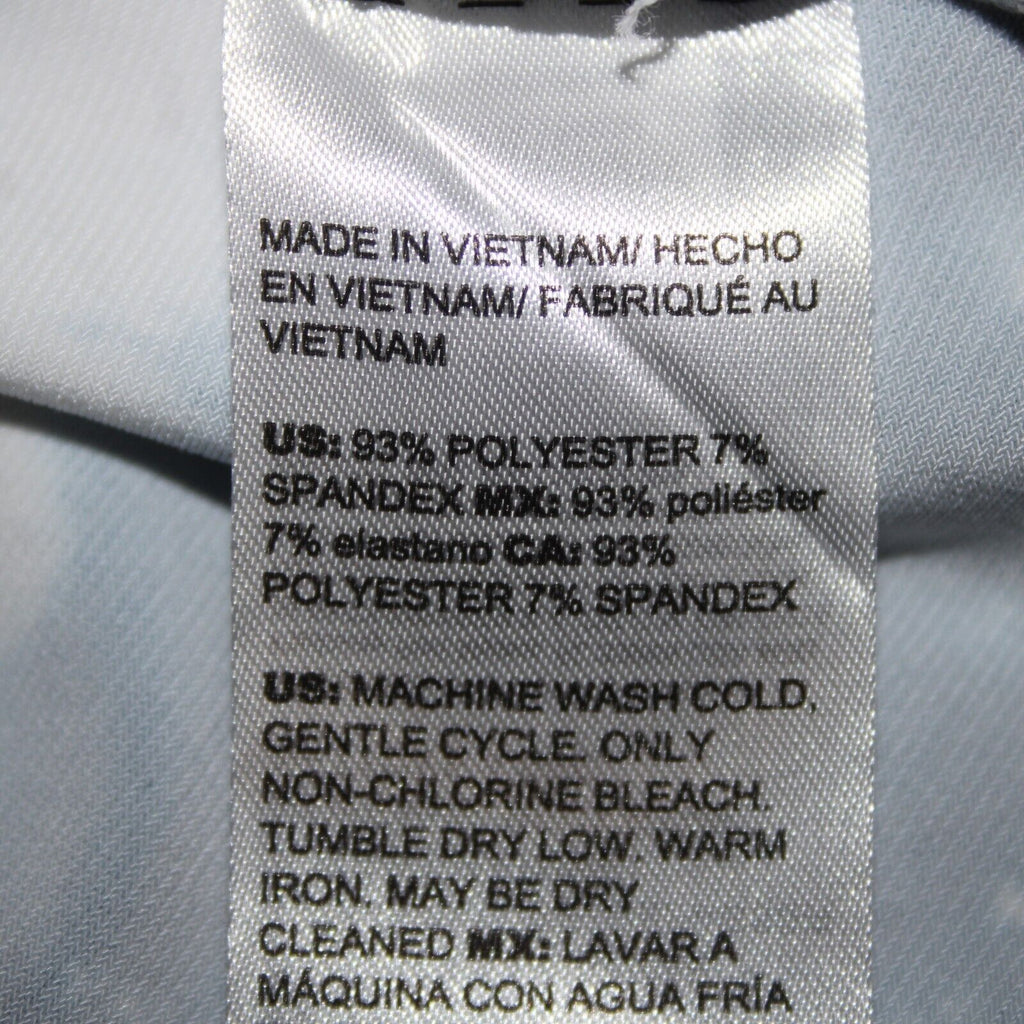 MADE IN VIETNAM/ HECHO
EN VIETNAM/ FABRIQUÉ AU
VIETNAM
US: 93% POLYESTER 7%
SPANDEX MX: 93% poliéster
7% elastano CA: 93%
POLYESTER 7% SPANDEX
US: MACHINE WASH COLD,
GENTLE CYCLE. ONLY
NON-CHLORINE BLEACH.
TUMBLE DRY LOW. WARM
IRON. MAY BE DRY
CLEANED MX: LAVAR A
MÁQUINA CON AGUA FRÍA